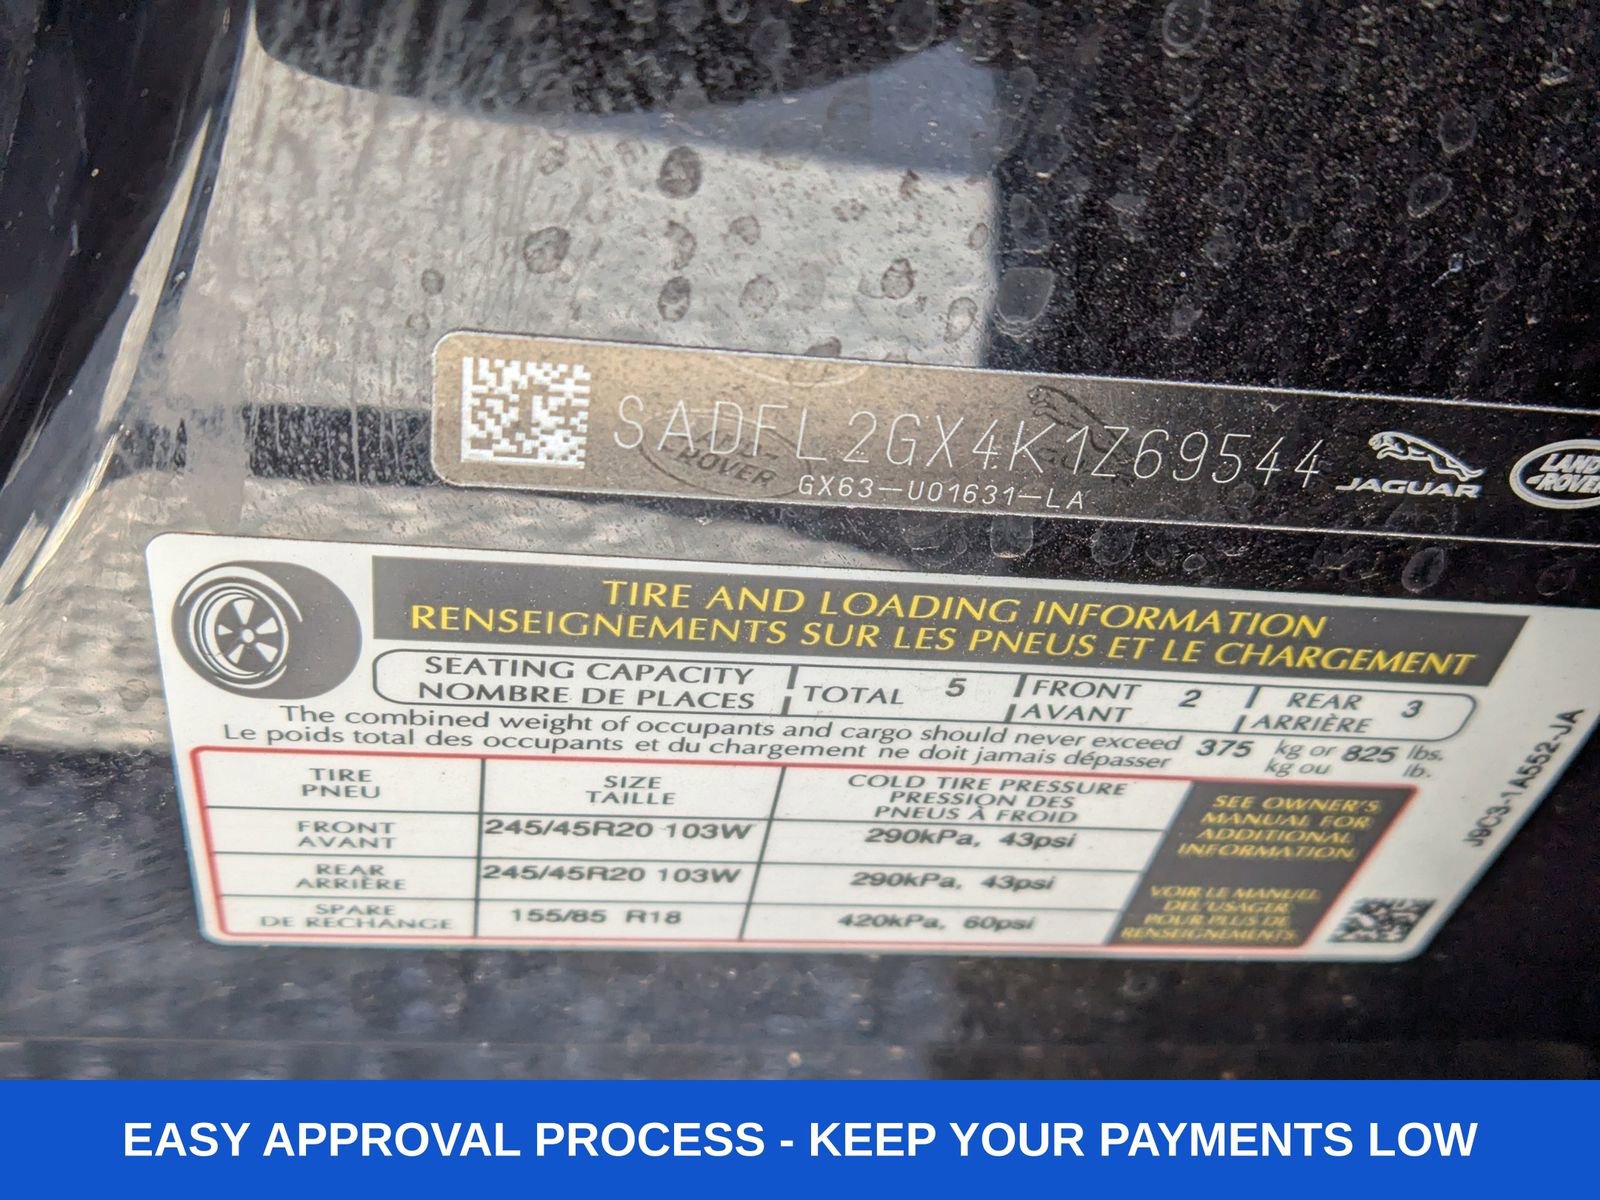 SADFL2GX4K1Z69544
GX63-U01631-LA
JAGUAR
LAND
ROVER
TIRE AND LOADING INFORMATION
RENSEIGNEMENTS SUR LES PNEUS ET LE CHARGEMENT
SEATING CAPACITY
NOMBRE DE PLACES
TOTAL 5
FRONT
AVANT
2
REAR
ARRIÈRE
3
The combined weight of occupants and cargo should never exceed
Le poids total des occupants et du chargement ne doit jamais dépasser
375 kg or 825 lbs.
kg ou lb.
TIRE
PNEU
SIZE
TAILLE
COLD TIRE PRESSURE
PRESSION DES
PNEUS À FROID
FRONT
AVANT
245/45R20 103W
290kPa, 43psi
REAR
ARRIÈRE
245/45R20 103W
290kPa, 43psi
SPARE
DE RECHANGE
155/85 R18
420kPa, 60psi
SEE OWNER'S
MANUAL FOR
ADDITIONAL
INFORMATION
VOIR LE MANUEL
DEL'USAGER
POUR PLUS DE
RENSEIGNEMENTS
J9C3-1A552-JA
EASY APPROVAL PROCESS - KEEP YOUR PAYMENTS LOW